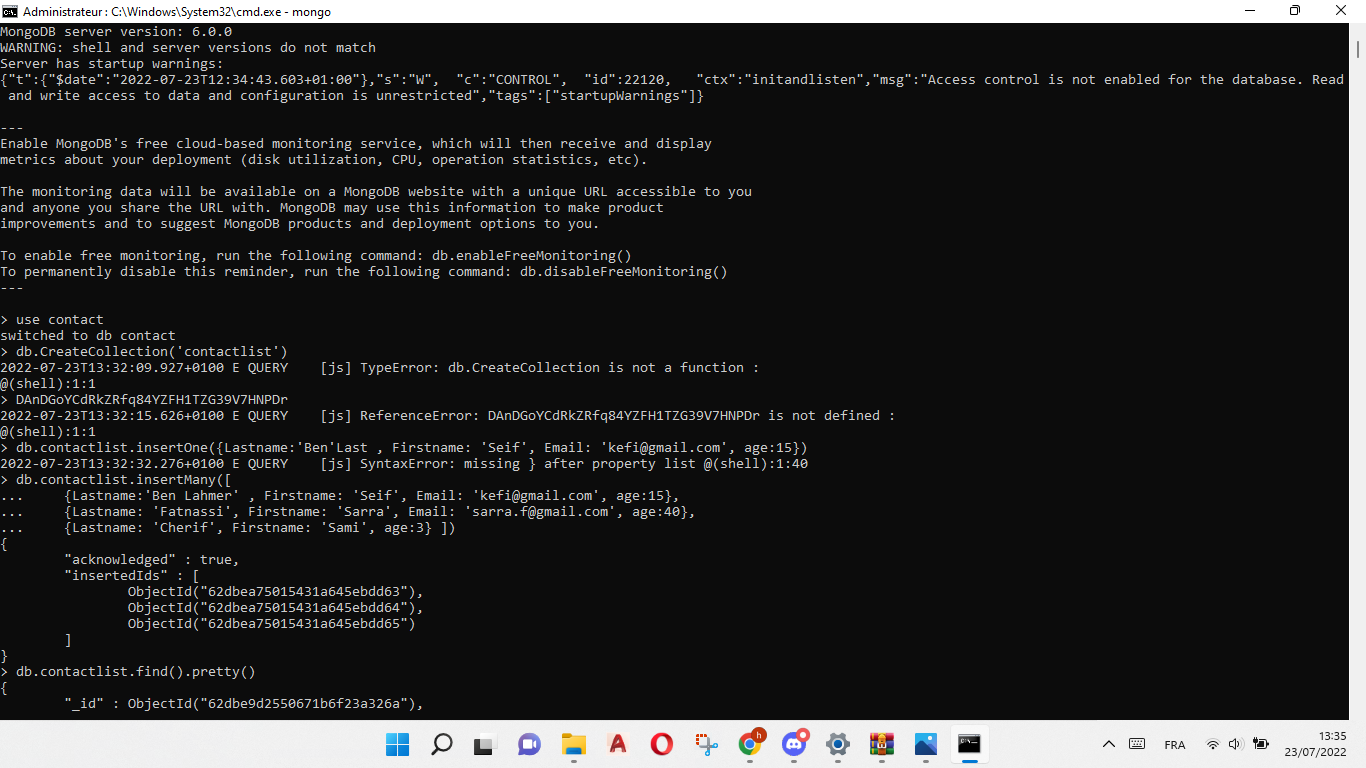 Administrateur : C:\Windows\System32\cmd.exe - mongo
MongoDB server version: 6.0.0
WARNING: shell and server versions do not match
Server has startup warnings:
{"t":{"$date":"2022-07-23T12:34:43.603+01:00"},"s":"W",  "c":"CONTROL",  "id":22120,   "ctx":"initandlisten","msg":"Access control is not enabled for the database. Read
 and write access to data and configuration is unrestricted","tags":["startupWarnings"]}
---
Enable MongoDB's free cloud-based monitoring service, which will then receive and display
metrics about your deployment (disk utilization, CPU, operation statistics, etc).
The monitoring data will be available on a MongoDB website with a unique URL accessible to you
and anyone you share the URL with. MongoDB may use this information to make product
improvements and to suggest MongoDB products and deployment options to you.
To enable free monitoring, run the following command: db.enableFreeMonitoring()
To permanently disable this reminder, run the following command: db.disableFreeMonitoring()
---
> use contact
switched to db contact
> db.CreateCollection('contactlist')
2022-07-23T13:32:09.927+0100 E QUERY    [js] TypeError: db.CreateCollection is not a function :
@(shell):1:1
> DAnDGoYCdRkZRfq84YZFH1TZG39V7HNPDr
2022-07-23T13:32:15.626+0100 E QUERY    [js] ReferenceError: DAnDGoYCdRkZRfq84YZFH1TZG39V7HNPDr is not defined :
@(shell):1:1
> db.contactlist.insertOne({Lastname:'Ben'Last , Firstname: 'Seif', Email: 'kefi@gmail.com', age:15})
2022-07-23T13:32:32.276+0100 E QUERY    [js] SyntaxError: missing } after property list @(shell):1:40
> db.contactlist.insertMany([
...     {Lastname:'Ben Lahmer' , Firstname: 'Seif', Email: 'kefi@gmail.com', age:15},
...     {Lastname: 'Fatnassi', Firstname: 'Sarra', Email: 'sarra.f@gmail.com', age:40},
...     {Lastname: 'Cherif', Firstname: 'Sami', age:3} ])
{
        "acknowledged" : true,
        "insertedIds" : [
                ObjectId("62dbea75015431a645ebdd63"),
                ObjectId("62dbea75015431a645ebdd64"),
                ObjectId("62dbea75015431a645ebdd65")
        ]
}
> db.contactlist.find().pretty()
{
        "_id" : ObjectId("62dbe9d2550671b6f23a326a"),
h
FRA
13:35
23/07/2022